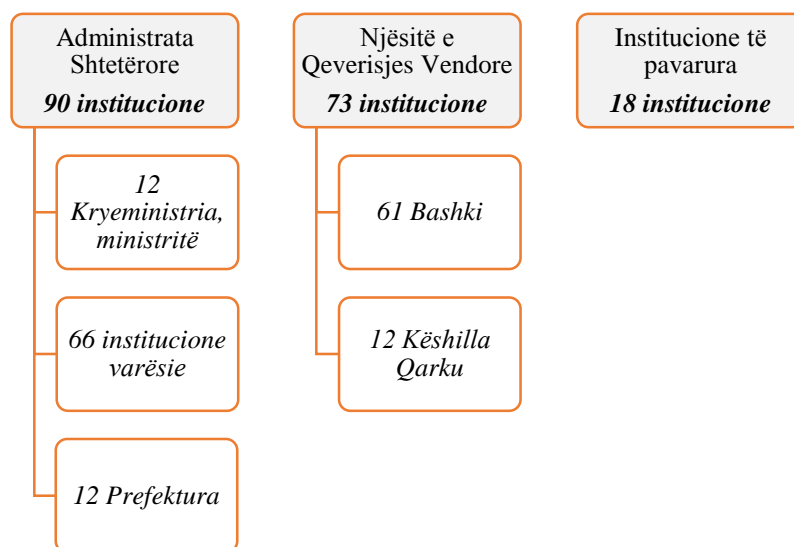 Administrata
Shtetërore
90 institucione
12
Kryeministria,
ministritë
66 institucione
varësie
12 Prefektura
Njësitë e
Qeverisjes Vendore
73 institucione
61 Bashki
12 Këshilla
Qarku
Institucione të
pavarura
18 institucione